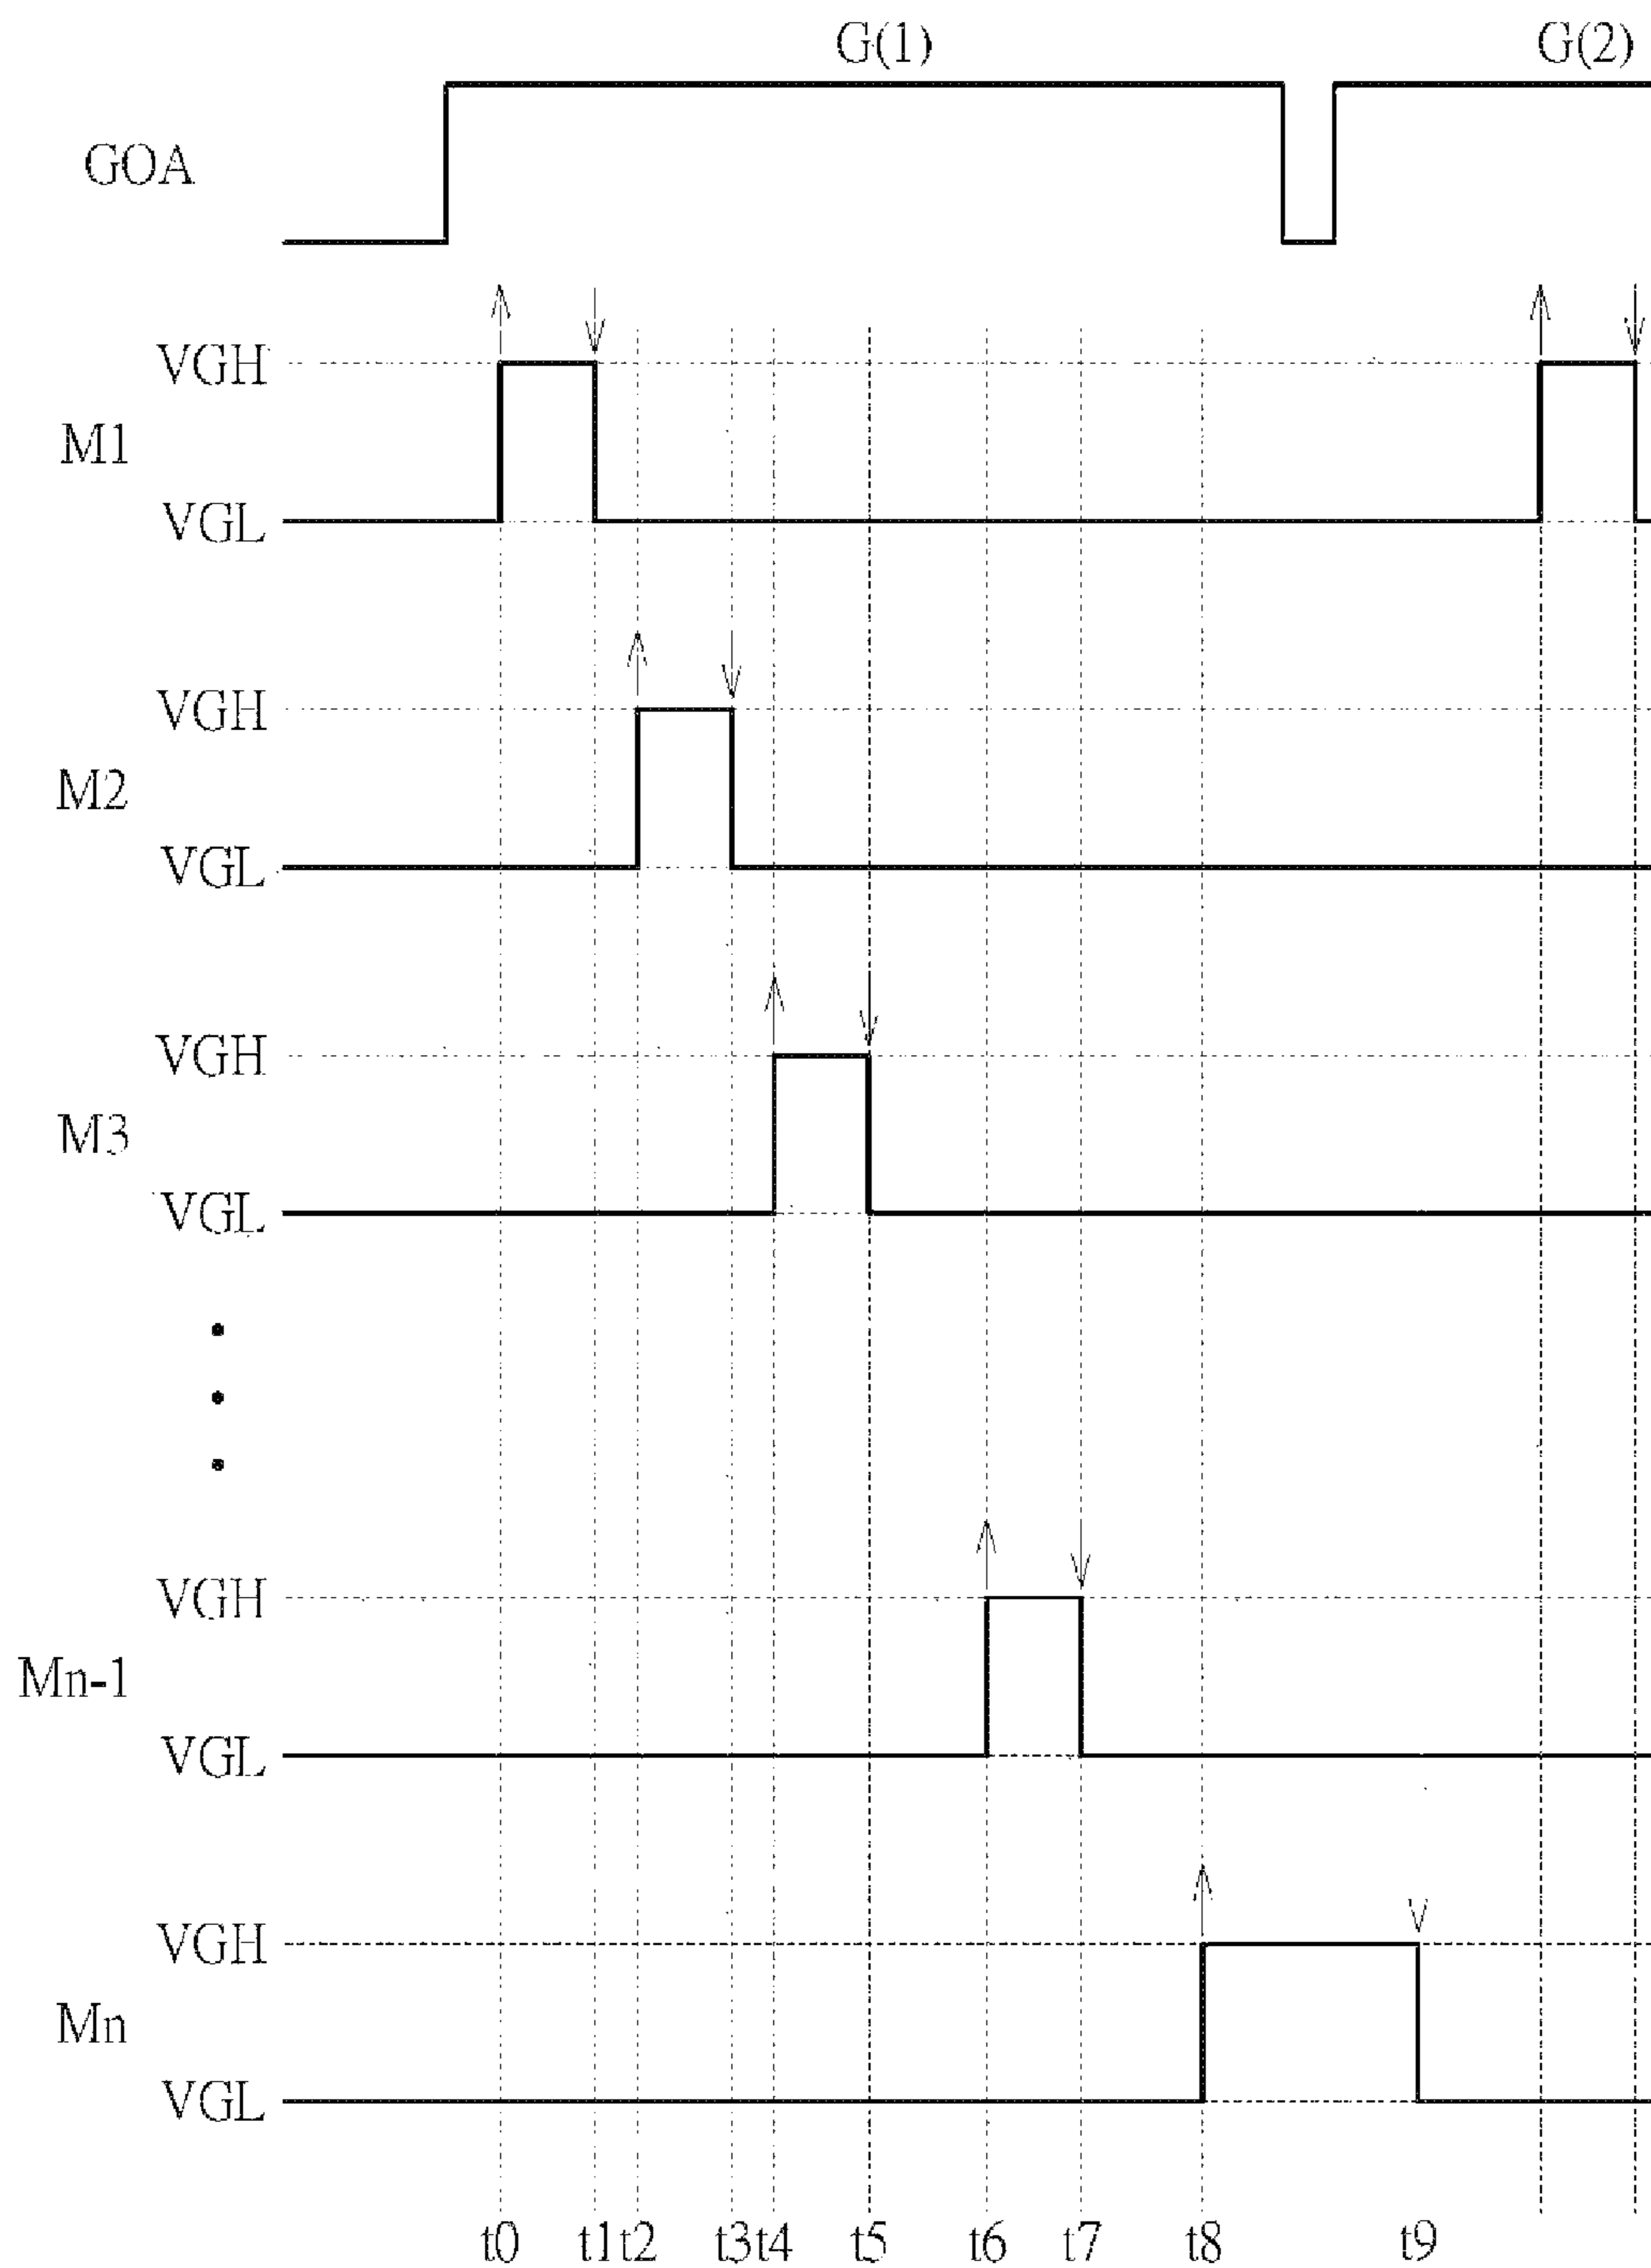 G(1) G(2)
GOA
VGH
M1
VGL
VGH
M2
VGL
VGH
M3
VGL
VGH
Mn-1
VGL
VGH
Mn
VGL
t0 t1 t2 t3 t4 t5 t6 t7 t8 t9